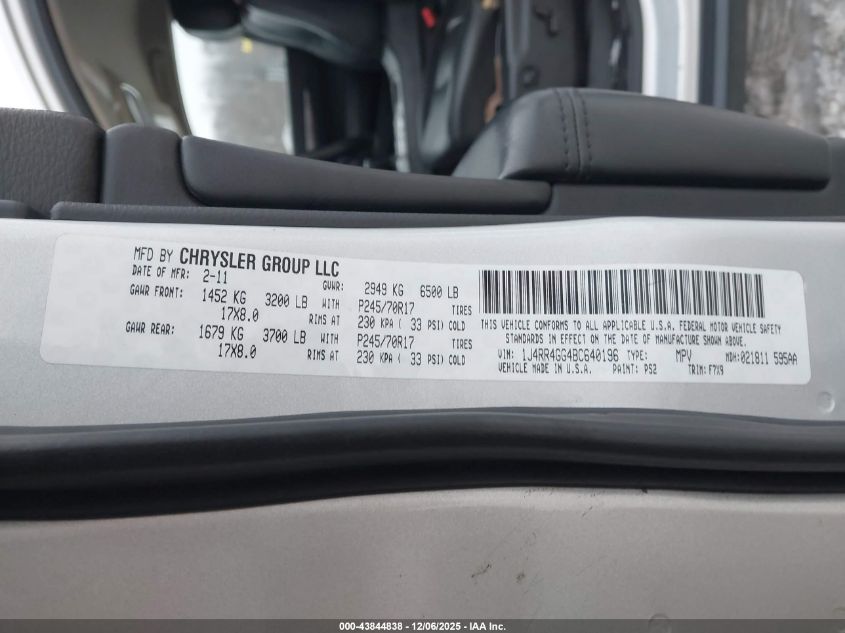 MFD BY CHRYSLER GROUP LLC
DATE OF MFR: 2-11 GVWR: 2949 KG 6500 LB
GAWR FRONT: 1452 KG 3200 LB WITH P245/70R17 TIRES
17X8.0 RIMS AT 230 KPA ( 33 PSI) COLD
GAWR REAR: 1679 KG 3700 LB WITH P245/70R17 TIRES
17X8.0 RIMS AT 230 KPA ( 33 PSI) COLD
THIS VEHICLE CONFORMS TO ALL APPLICABLE U.S.A. FEDERAL MOTOR VEHICLE SAFETY
STANDARDS IN EFFECT ON THE DATE OF MANUFACTURE SHOWN ABOVE.
VIN: 1J4RR4GG4BC640196 TYPE: MPV MDH: 021811 595AA
VEHICLE MADE IN U.S.A. PAINT: PS2 TRIM: F7X9
000-43844838 - 12/06/2025 - IAA Inc.